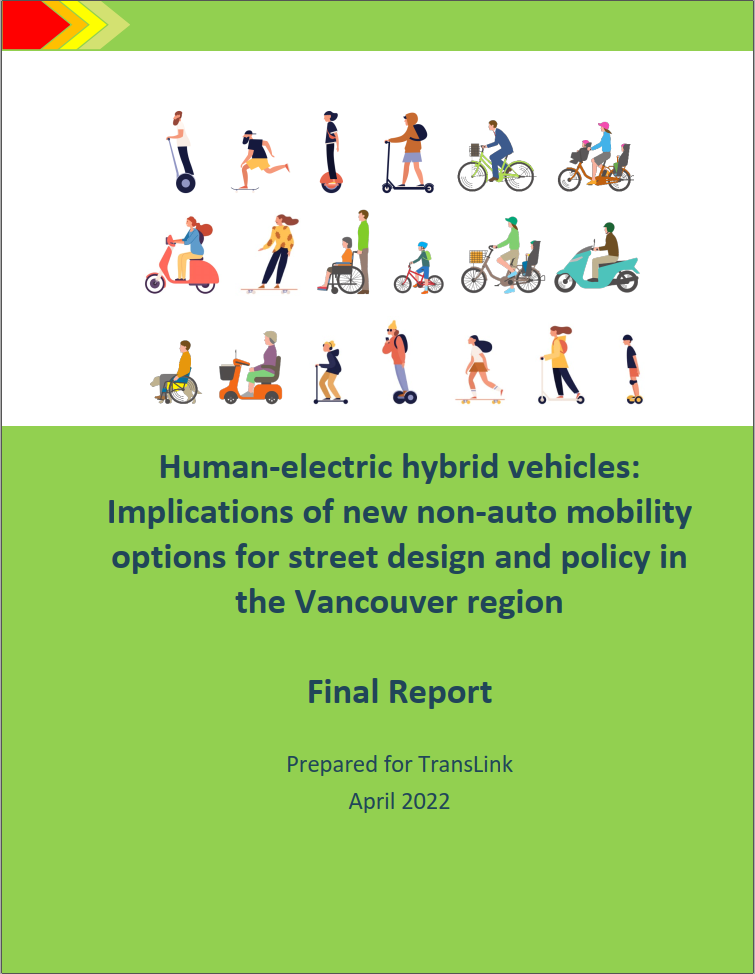 Human-electric hybrid vehicles:
Implications of new non-auto mobility
options for street design and policy in
the Vancouver region
Final Report
Prepared for TransLink
April 2022